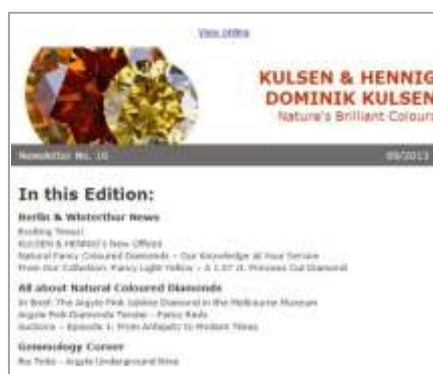 View online
KULSEN & HENNIG
DOMINIK KULSEN
Nature's Brilliant Colours
Newsletter No. 10 09/2013
In this Edition:
Berlin & Winterthur News
Exciting Times!
KULSEN & HENNIG's New Offices
Natural Fancy Coloured Diamonds – Our Knowledge at Your Service
From Our Collection: Fancy Light Yellow – A 1.07 ct. Princess Cut Diamond
All about Natural Coloured Diamonds
In Brief: The Argyle Pink Jubilee Diamond in the Melbourne Museum
Argyle Pink Diamonds Tender – Fancy Reds
Auctions – Episode 1: From Antiquity to Modern Times
Gemmology Corner
Rio Tinto – Argyle Underground Mine